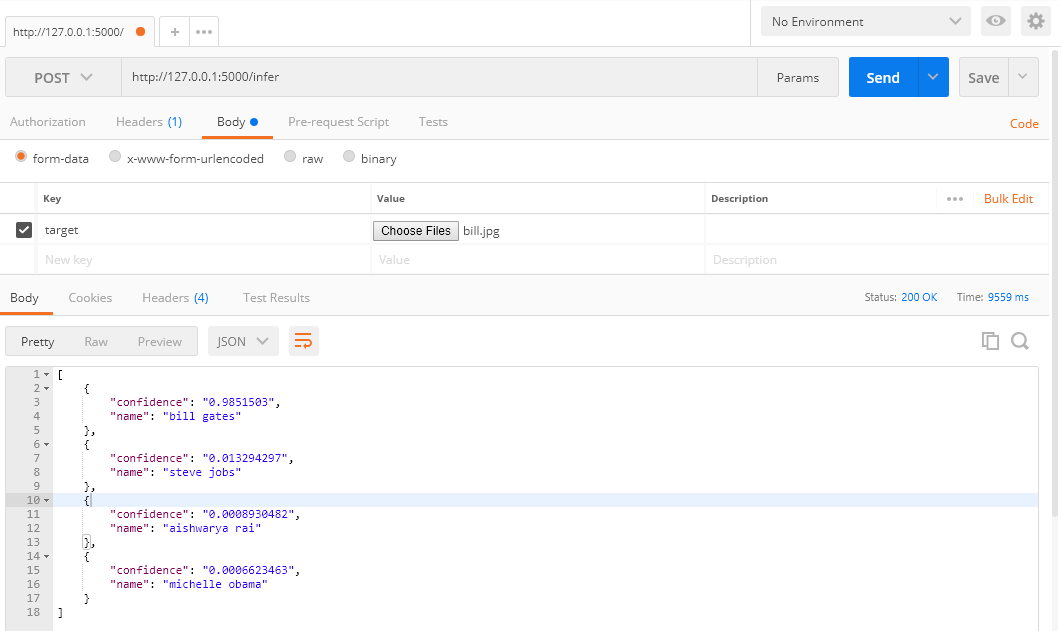 http://127.0.0.1:5000/ + ••• No Environment
POST http://127.0.0.1:5000/infer Params Send Save
Authorization Headers (1) Body Pre-request Script Tests Code
form-data x-www-form-urlencoded raw binary
Key Value Description ••• Bulk Edit
target Choose Files bill.jpg
New key Value Description
Body Cookies Headers (4) Test Results Status: 200 OK Time: 9559 ms
Pretty Raw Preview JSON
1 [
2 {
3 "confidence": "0.9851503",
4 "name": "bill gates"
5 },
6 {
7 "confidence": "0.013294297",
8 "name": "steve jobs"
9 },
10 {
11 "confidence": "0.0008930482",
12 "name": "aishwarya rai"
13 },
14 {
15 "confidence": "0.0006623463",
16 "name": "michelle obama"
17 }
18 ]